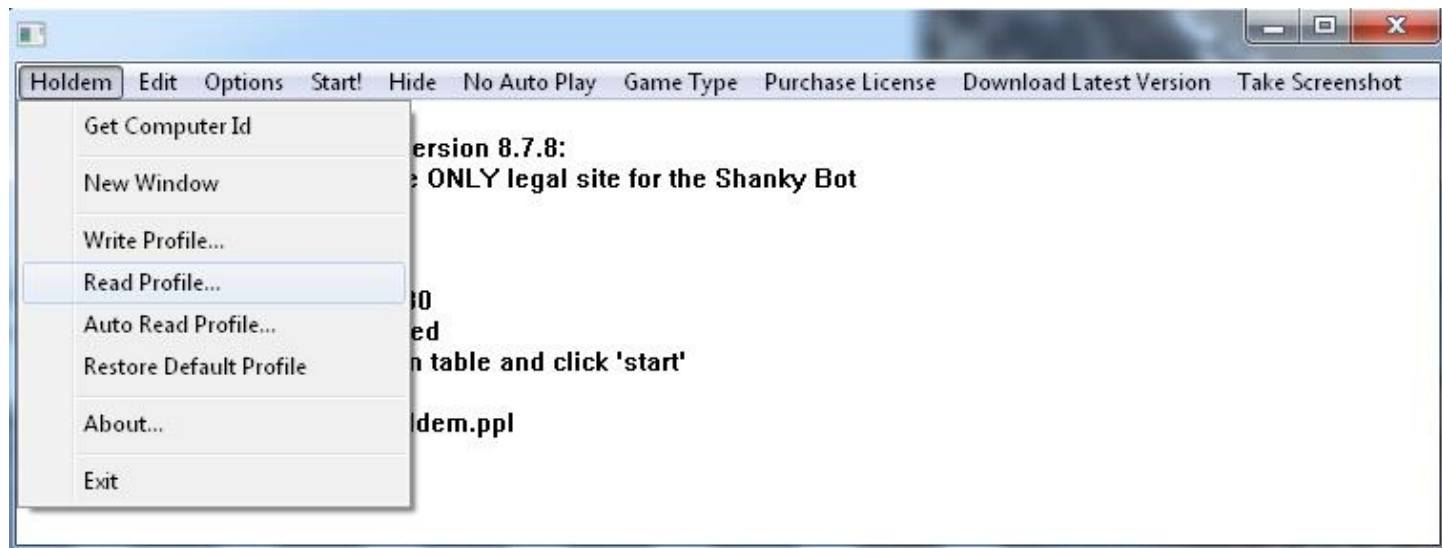 Holdem Edit Options Start! Hide No Auto Play Game Type Purchase License Download Latest Version Take Screenshot
Get Computer Id
New Window
Write Profile...
Read Profile...
Auto Read Profile...
Restore Default Profile
About...
Exit
ersion 8.7.8:
ONLY legal site for the Shanky Bot
ed
n table and click 'start'
ldem.ppl